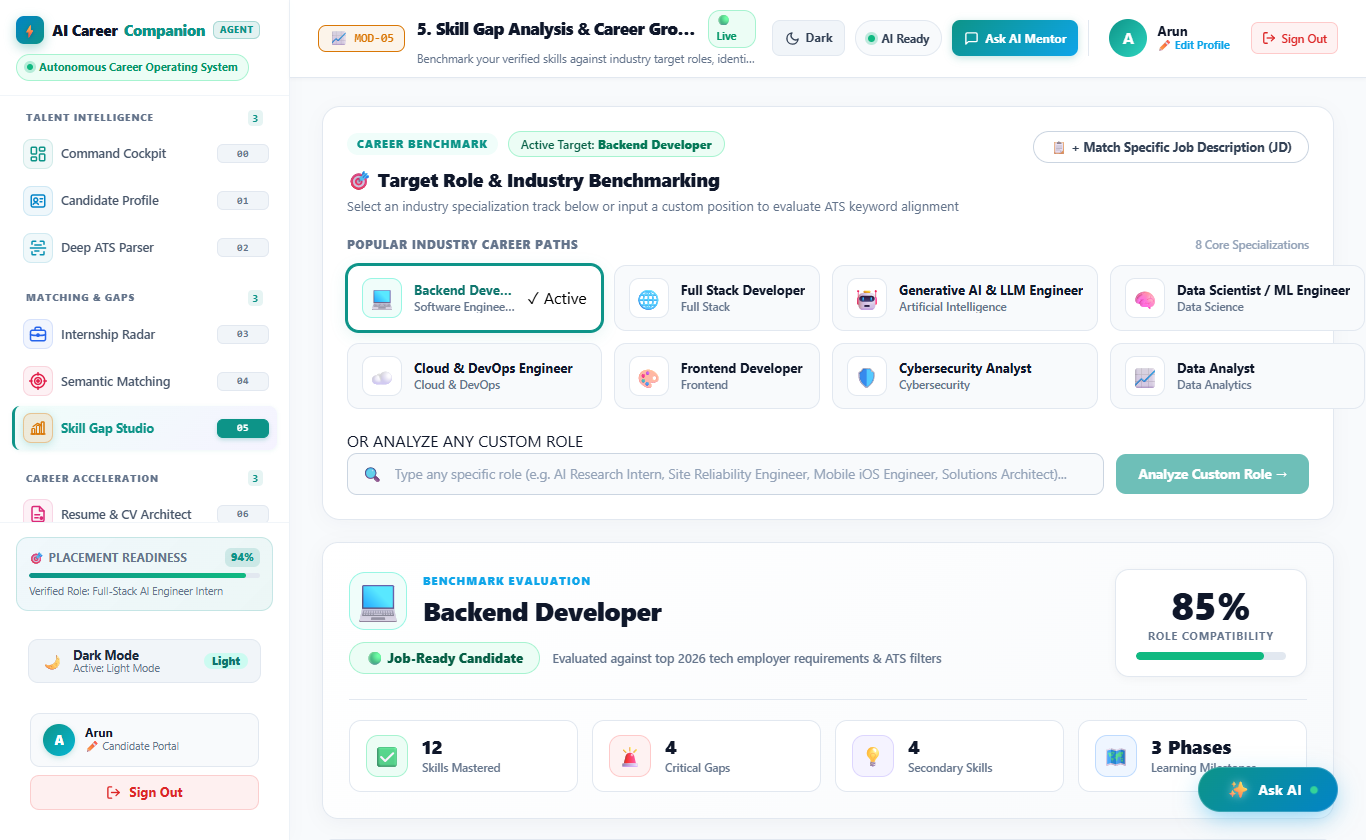 AI Career Companion AGENT
Autonomous Career Operating System
TALENT INTELLIGENCE 3
Command Cockpit 00
Candidate Profile 01
Deep ATS Parser 02
MATCHING & GAPS 3
Internship Radar 03
Semantic Matching 04
Skill Gap Studio 05
CAREER ACCELERATION 3
Resume & CV Architect 06
PLACEMENT READINESS 94%
Verified Role: Full-Stack AI Engineer Intern
Dark Mode
Active: Light Mode
Light
A
Arun
Candidate Portal
Sign Out
MOD-05
5. Skill Gap Analysis & Career Gro...
Live
Benchmark your verified skills against industry target roles, identi...
Dark
AI Ready
Ask AI Mentor
A
Arun
Edit Profile
Sign Out
CAREER BENCHMARK
Active Target: Backend Developer
+ Match Specific Job Description (JD)
Target Role & Industry Benchmarking
Select an industry specialization track below or input a custom position to evaluate ATS keyword alignment
POPULAR INDUSTRY CAREER PATHS
8 Core Specializations
Backend Deve...
Software Enginee...
✓ Active
Full Stack Developer
Full Stack
Generative AI & LLM Engineer
Artificial Intelligence
Data Scientist / ML Engineer
Data Science
Cloud & DevOps Engineer
Cloud & DevOps
Frontend Developer
Frontend
Cybersecurity Analyst
Cybersecurity
Data Analyst
Data Analytics
OR ANALYZE ANY CUSTOM ROLE
Type any specific role (e.g. AI Research Intern, Site Reliability Engineer, Mobile iOS Engineer, Solutions Architect)...
Analyze Custom Role →
BENCHMARK EVALUATION
Backend Developer
Job-Ready Candidate
Evaluated against top 2026 tech employer requirements & ATS filters
85%
ROLE COMPATIBILITY
12
Skills Mastered
4
Critical Gaps
4
Secondary Skills
3 Phases
Learning
Ask AI